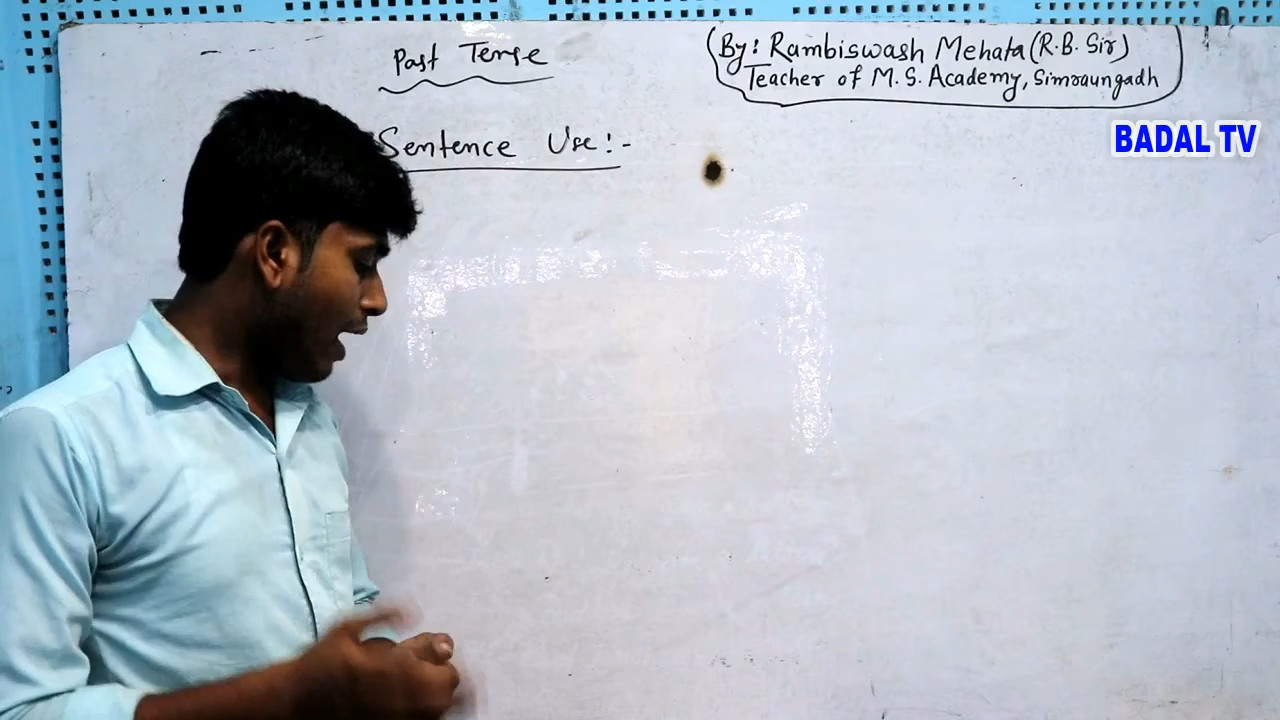 Past Tense
(By: Rambiswash Mehata (R.B. Sir)
Teacher of M. S. Academy, Simraungadh
Sentence Use:-
BADAL TV